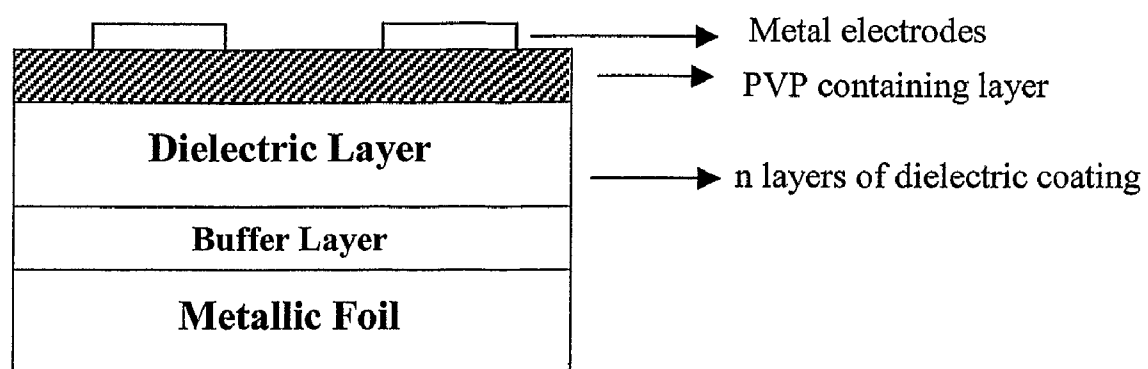 Metal electrodes
PVP containing layer
Dielectric Layer
n layers of dielectric coating
Buffer Layer
Metallic Foil